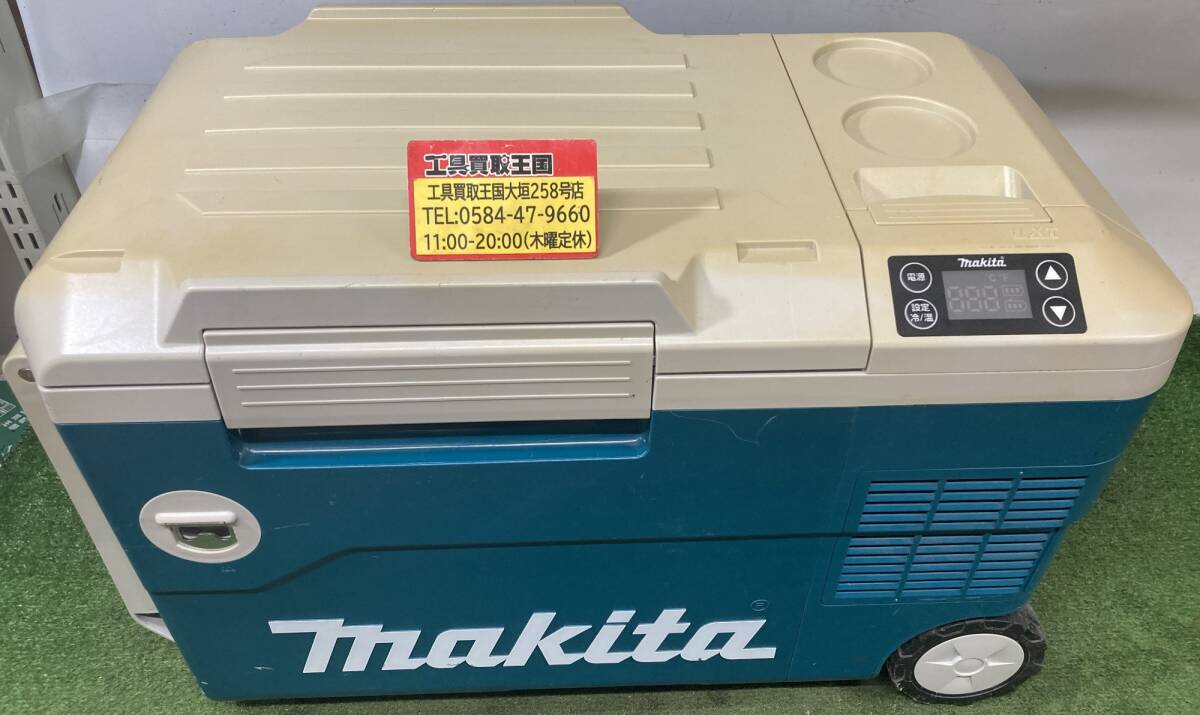 工具買取王国
工具買取王国大垣258号店
TEL:0584-47-9660
11:00-20:00(木曜定休)
LXT
makita
電源
°C °F
888
設定
冷/温
makita®